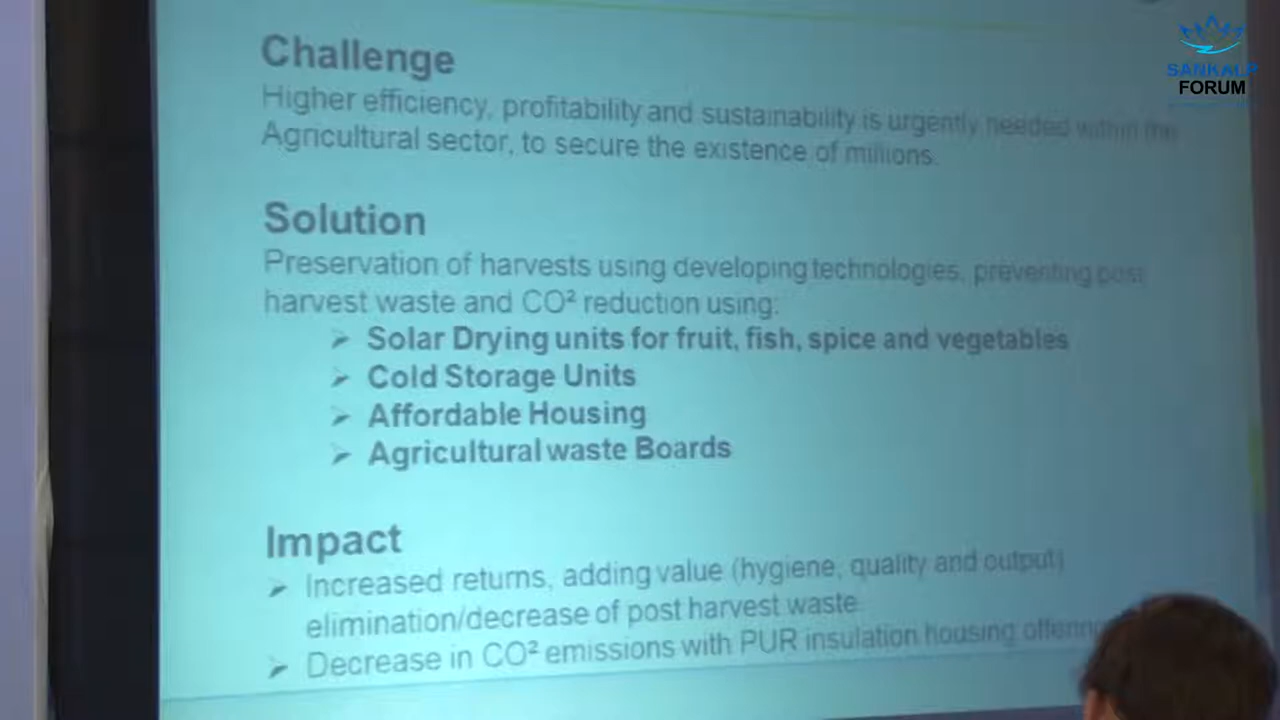 Challenge
Higher efficiency, profitability and sustainability is urgently needed within the
Agricultural sector, to secure the existence of millions.
Solution
Preservation of harvests using developing technologies, preventing post
harvest waste and CO² reduction using:
➢ Solar Drying units for fruit, fish, spice and vegetables
➢ Cold Storage Units
➢ Affordable Housing
➢ Agricultural waste Boards
Impact
➢ Increased returns, adding value (hygiene, quality and output)
elimination/decrease of post harvest waste
➢ Decrease in CO² emissions with PUR insulation housing
SANKALP
FORUM